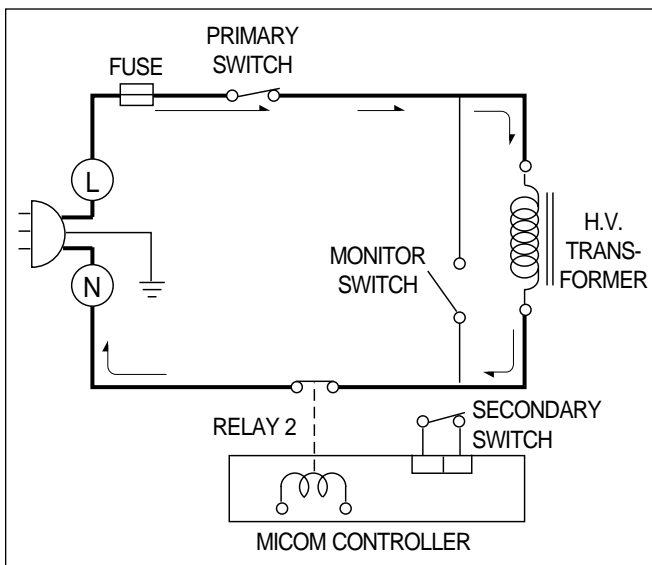 PRIMARY
SWITCH
FUSE
L
N
MONITOR
SWITCH
H.V.
TRANS-
FORMER
RELAY 2
SECONDARY
SWITCH
MICOM CONTROLLER